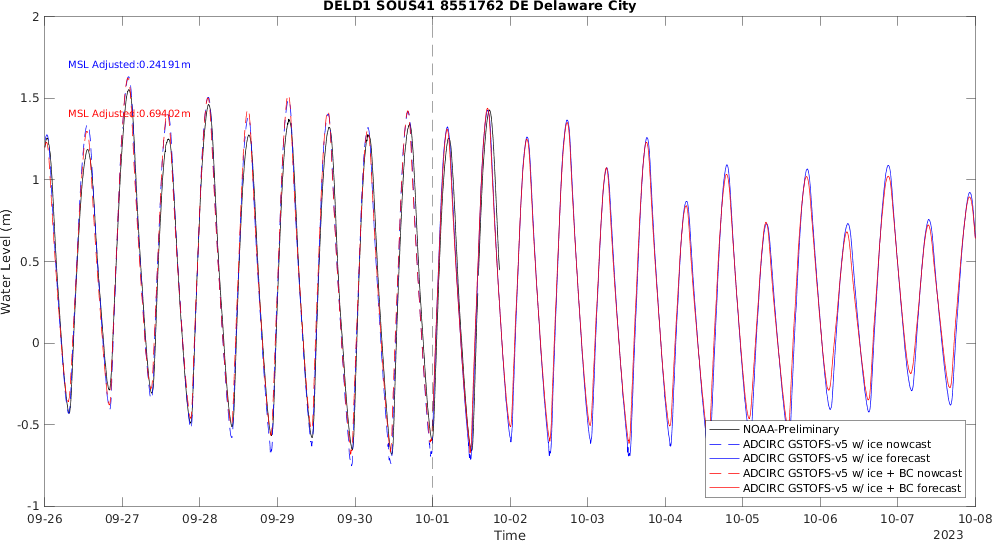 DELD1 SOUS41 8551762 DE Delaware City
2
1.5
1
0.5
0
-0.5
-1
Water Level (m)
MSL Adjusted:0.24191m
MSL Adjusted:0.69402m
NOAA-Preliminary
ADCIRC GSTOFS-v5 w/ ice nowcast
ADCIRC GSTOFS-v5 w/ ice forecast
ADCIRC GSTOFS-v5 w/ ice + BC nowcast
ADCIRC GSTOFS-v5 w/ ice + BC forecast
09-26 09-27 09-28 09-29 09-30 10-01 10-02 10-03 10-04 10-05 10-06 10-07 10-08
Time
2023